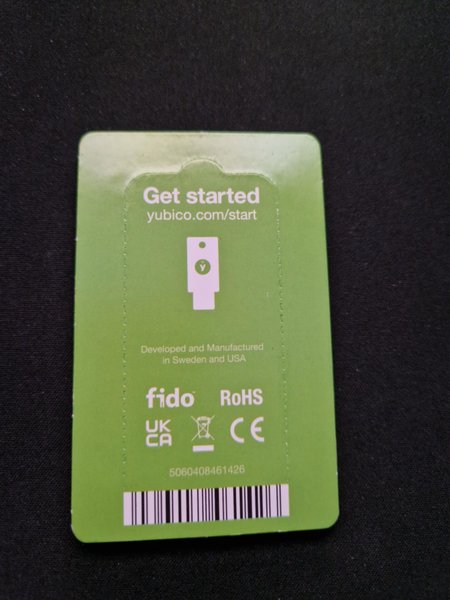 Get started
yubico.com/start
y
Developed and Manufactured
in Sweden and USA
fido RoHS
UK
CA CE
5060408461426